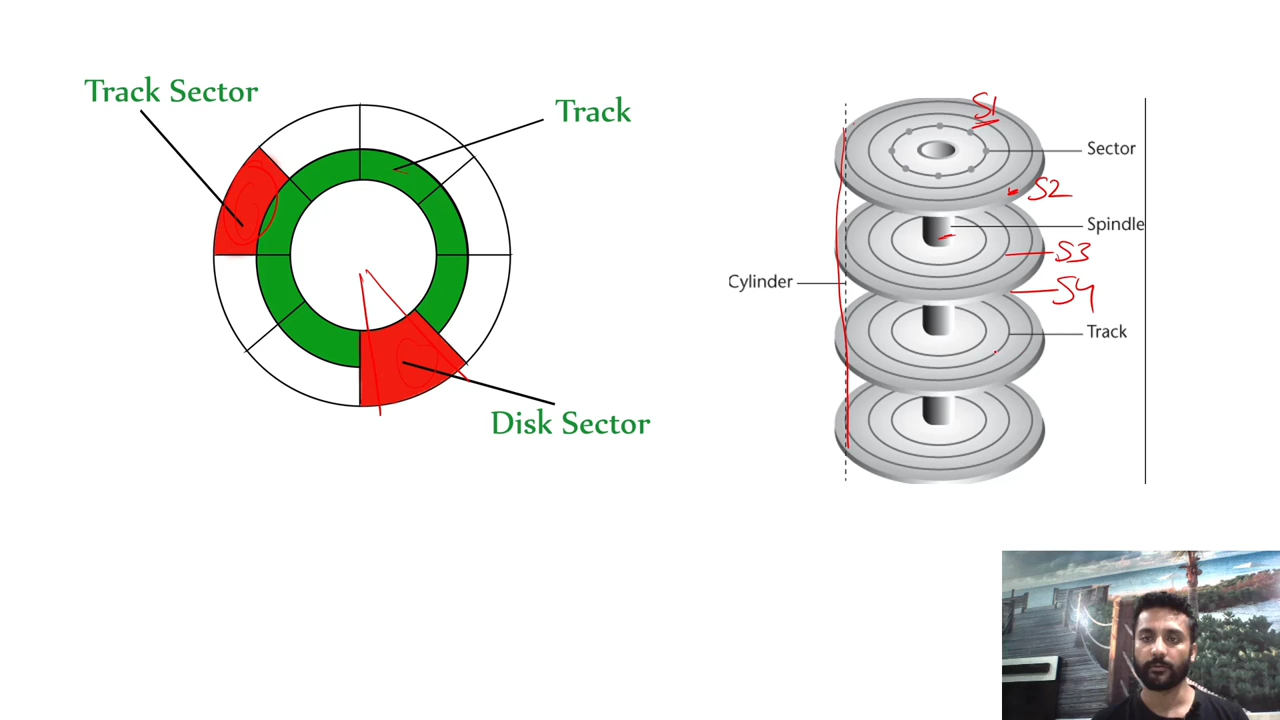 Track Sector
Track
Disk Sector
S1
Sector
S2
Spindle
S3
Cylinder
S4
Track